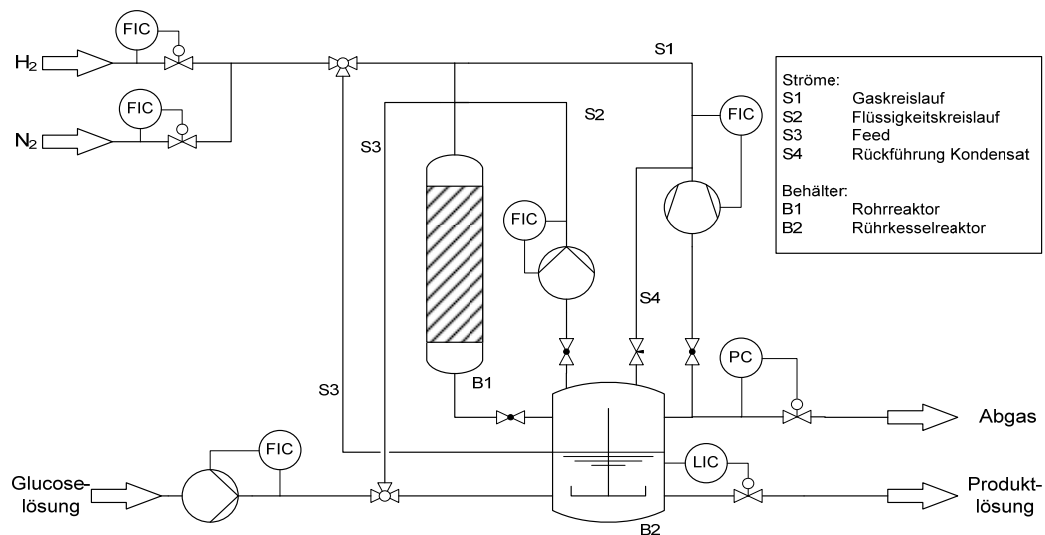 FIC
H₂
FIC
N₂
S1
S2
S3
FIC
FIC
Ströme:
S1 Gaskreislauf
S2 Flüssigkeitskreislauf
S3 Feed
S4 Rückführung Kondensat
Behälter:
B1 Rohrreaktor
B2 Rührkesselreaktor
S4
S3
B1
PC
Abgas
FIC
LIC
Glucose-
lösung
Produkt-
lösung
B2